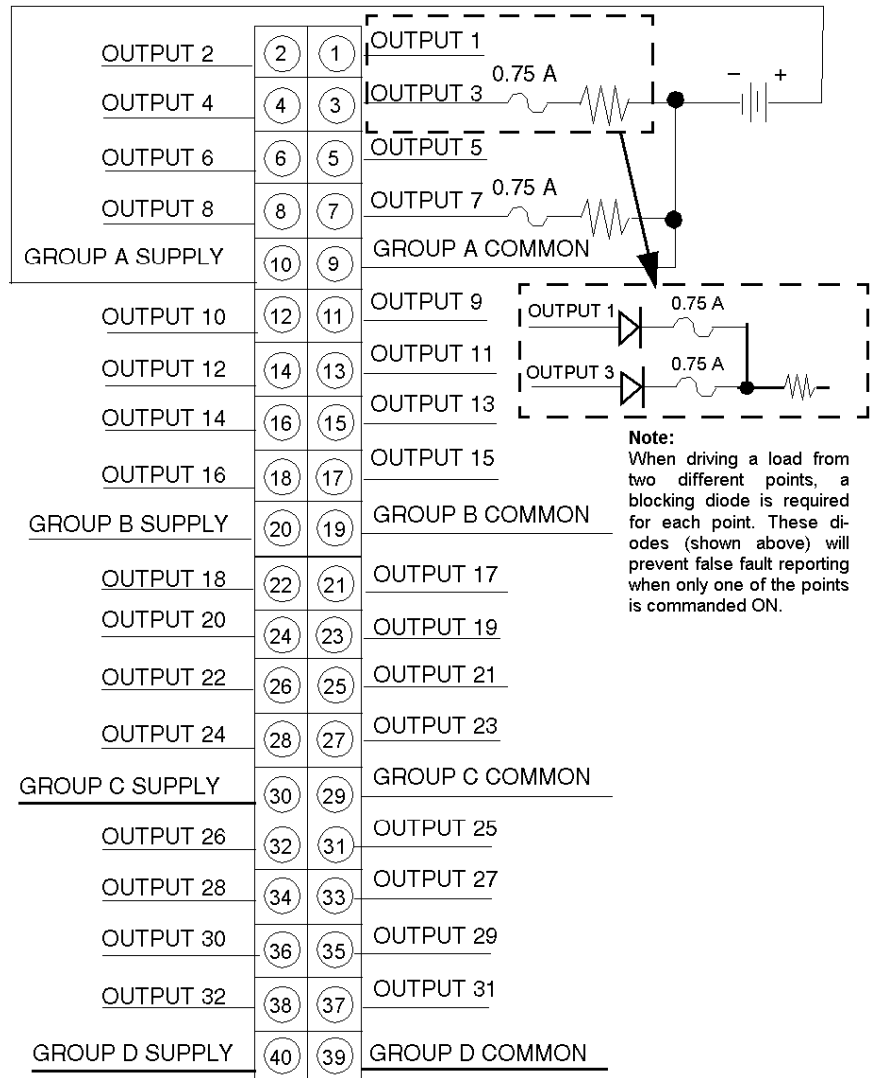 OUTPUT 2 2 1 OUTPUT 1
0.75 A
- +
OUTPUT 4 4 3 OUTPUT 3
OUTPUT 6 6 5 OUTPUT 5
0.75 A
OUTPUT 8 8 7 OUTPUT 7
GROUP A SUPPLY 10 9 GROUP A COMMON
OUTPUT 10 12 11 OUTPUT 9
OUTPUT 12 14 13 OUTPUT 11
OUTPUT 14 16 15 OUTPUT 13
OUTPUT 16 18 17 OUTPUT 15
GROUP B SUPPLY 20 19 GROUP B COMMON
OUTPUT 18 22 21 OUTPUT 17
OUTPUT 20 24 23 OUTPUT 19
OUTPUT 22 26 25 OUTPUT 21
OUTPUT 24 28 27 OUTPUT 23
GROUP C SUPPLY 30 29 GROUP C COMMON
OUTPUT 26 32 31 OUTPUT 25
OUTPUT 28 34 33 OUTPUT 27
OUTPUT 30 36 35 OUTPUT 29
OUTPUT 32 38 37 OUTPUT 31
GROUP D SUPPLY 40 39 GROUP D COMMON
OUTPUT 1 0.75 A
OUTPUT 3 0.75 A
Note:
When driving a load from
two different points, a
blocking diode is required
for each point. These di-
odes (shown above) will
prevent false fault reporting
when only one of the points
is commanded ON.